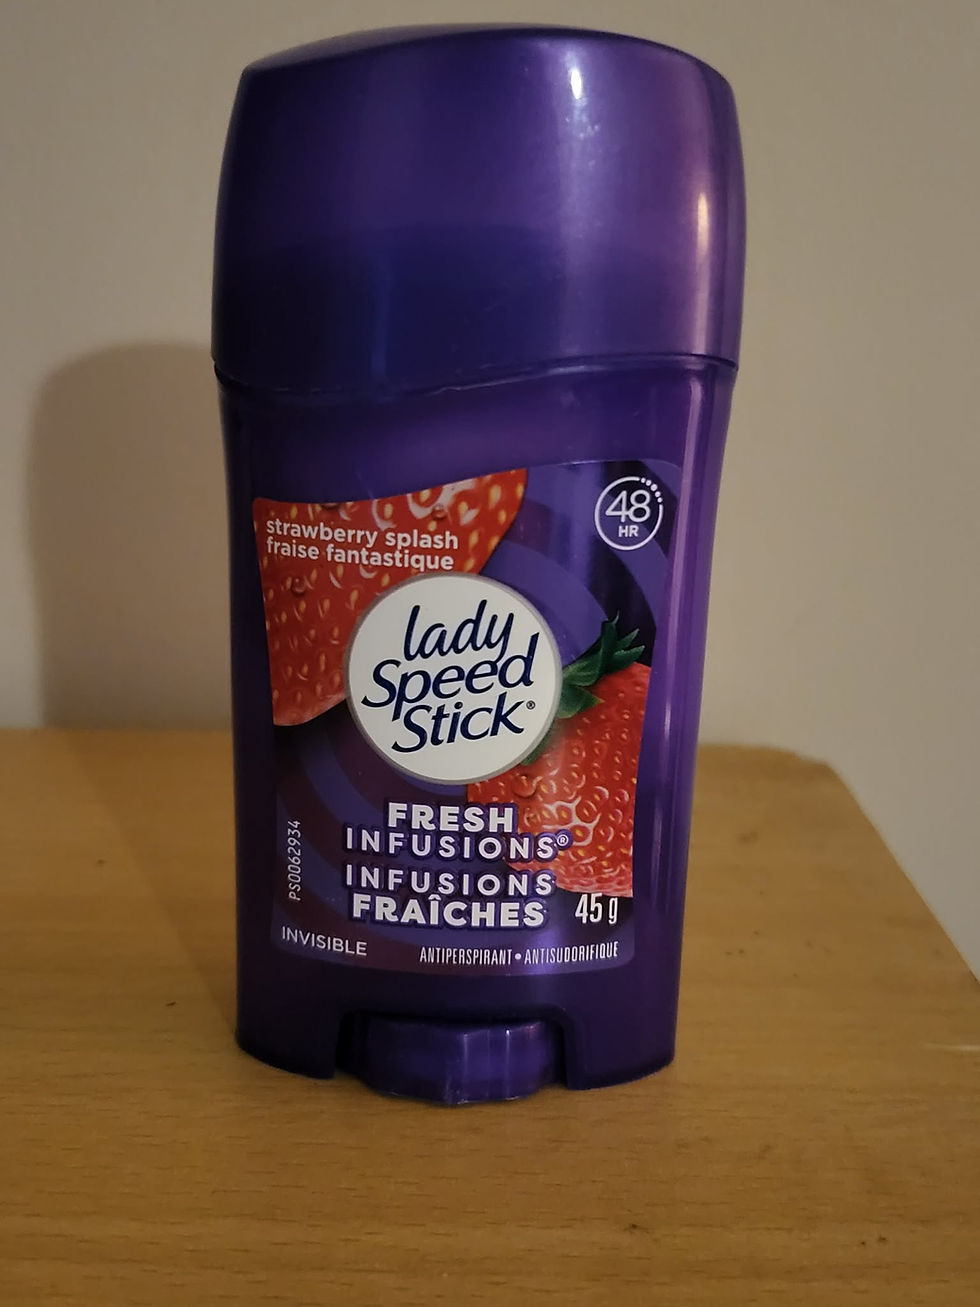 strawberry splash
fraise fantastique
48
HR
lady
Speed
Stick®
FRESH
INFUSIONS®
INFUSIONS
FRAÎCHES
45 g
PS0062934
INVISIBLE
ANTIPERSPIRANT • ANTISUDORIFIQUE